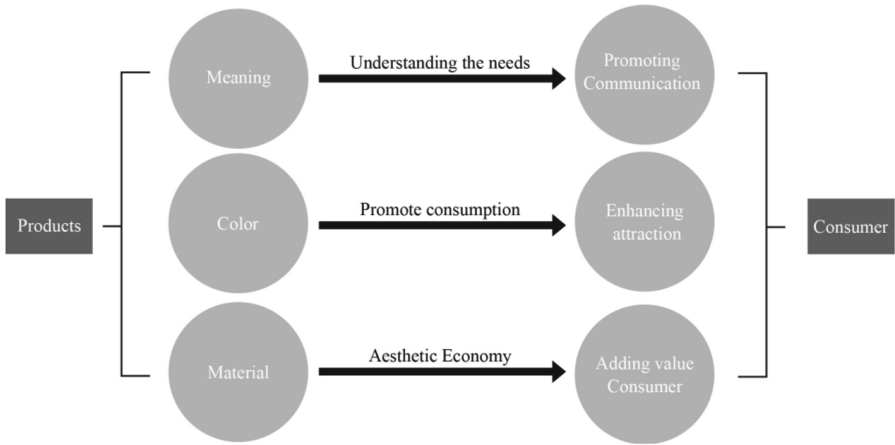 Meaning
Understanding the needs
Promoting
Communication
Products
Color
Promote consumption
Enhancing
attraction
Consumer
Material
Aesthetic Economy
Adding value
Consumer